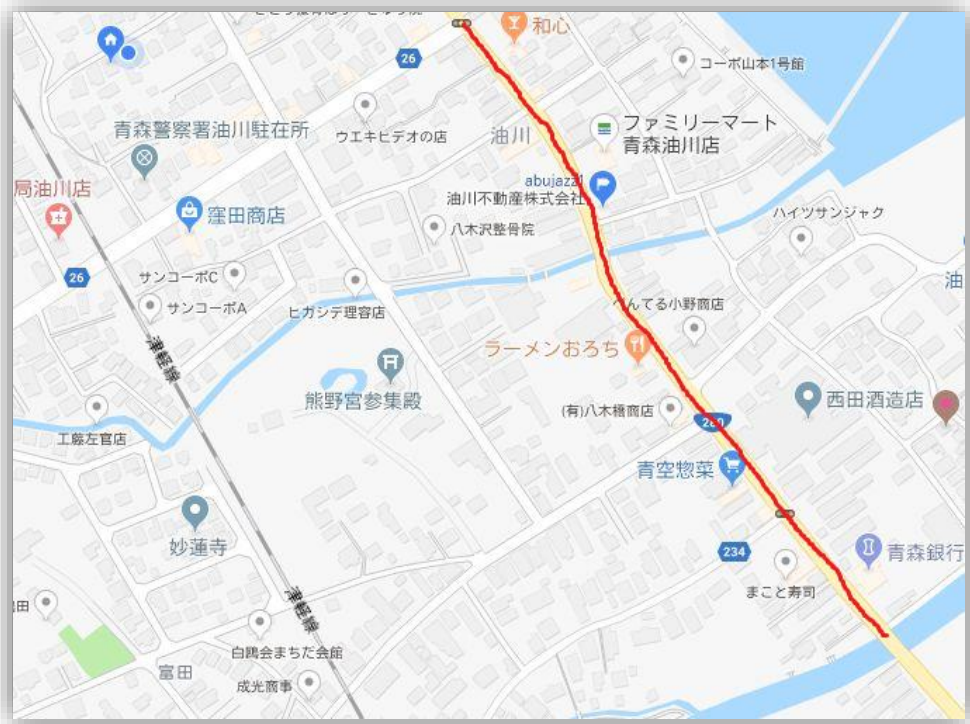 和心
26
コーポ山本1号館
ウエキヒデオの店
油川
ファミリーマート
青森油川店
青森警察署油川駐在所
局油川店
abujazz1
油川不動産株式会社
窪田商店
八木沢整骨院
ハイツサンジャク
26
サンコーポC
サンコーポA
ヒガシデ理容店
油
津軽線
ぺんてる小野商店
ラーメンおろち
熊野宮参集殿
(有)八木橋商店
西田酒造店
280
工藤左官店
青空惣菜
妙蓮寺
234
青森銀行
まこと寿司
田
津軽線
白鴎会まちだ会館
富田
成光商事